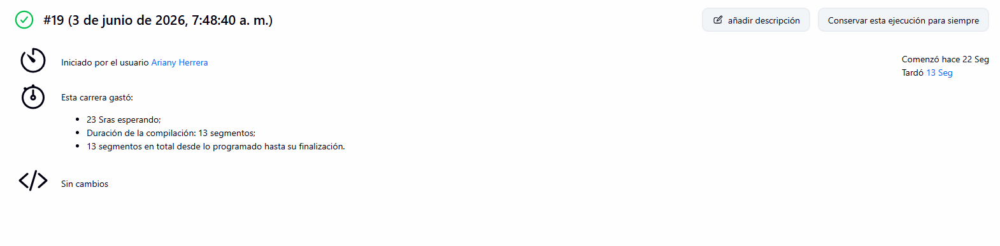 #19 (3 de junio de 2026, 7:48:40 a. m.)
añadir descripción
Conservar esta ejecución para siempre
Iniciado por el usuario Ariany Herrera
Comenzó hace 22 Seg
Tardó 13 Seg
Esta carrera gastó:
23 Sras esperando;
Duración de la compilación: 13 segmentos;
13 segmentos en total desde lo programado hasta su finalización.
Sin cambios